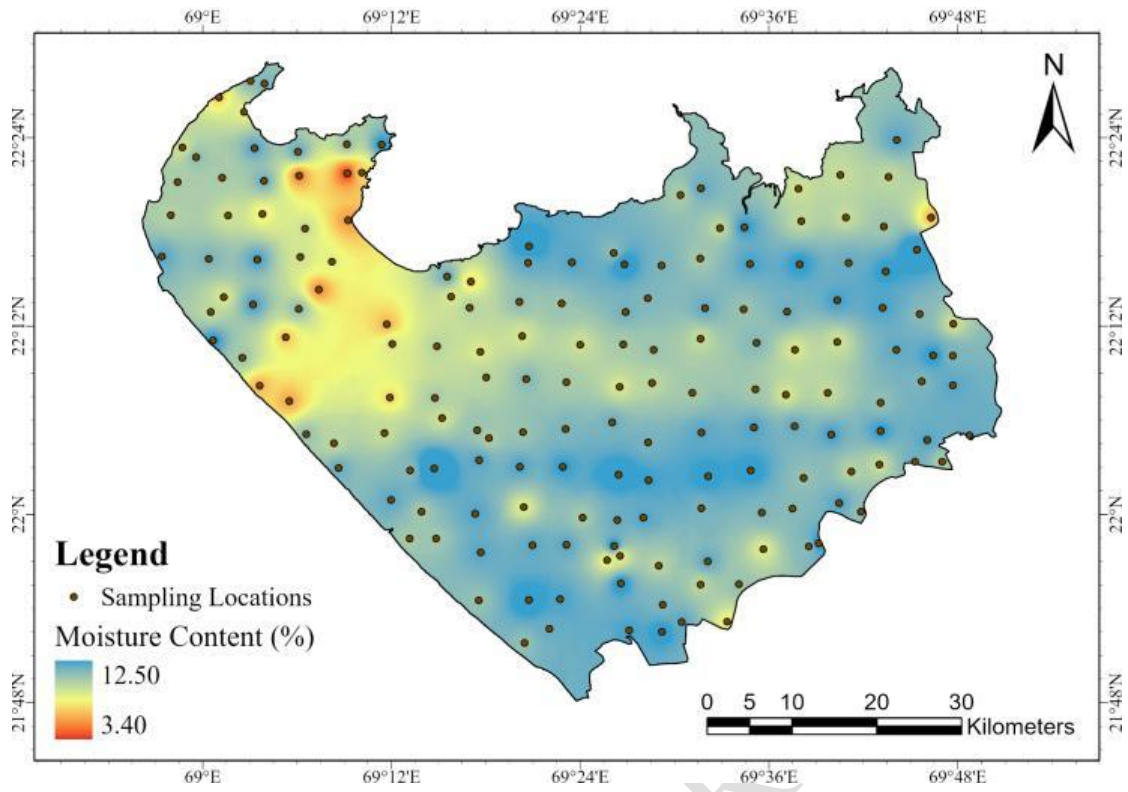 69°E 69°12'E 69°24'E 69°36'E 69°48'E
N
22°24'N 22°24'N
22°12'N 22°12'N
22°N 22°N
21°48'N 21°48'N
Legend
Sampling Locations
Moisture Content (%)
12.50
3.40
0 5 10 20 30
Kilometers
69°E 69°12'E 69°24'E 69°36'E 69°48'E